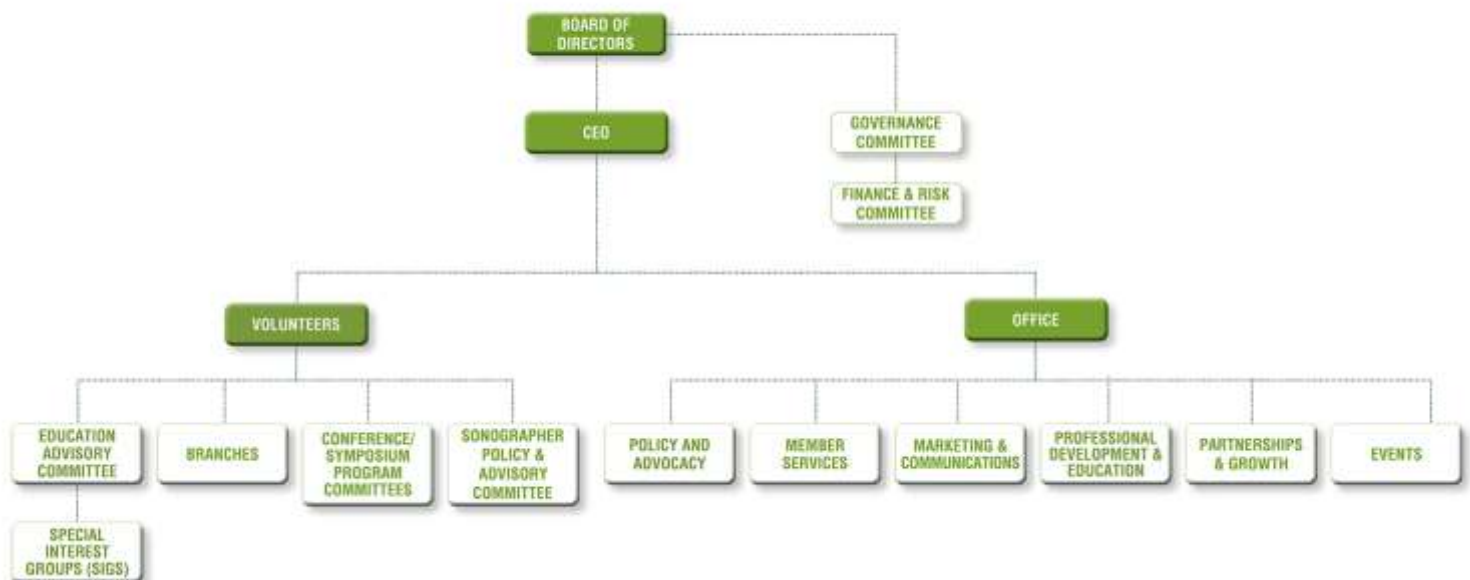 BOARD OF
DIRECTORS
CEO
GOVERNANCE
COMMITTEE
FINANCE & RISK
COMMITTEE
VOLUNTEERS
OFFICE
EDUCATION
ADVISORY
COMMITTEE
BRANCHES
CONFERENCE/
SYMPOSIUM
PROGRAM
COMMITTEES
SONOGRAPHER
POLICY &
ADVISORY
COMMITTEE
POLICY AND
ADVOCACY
MEMBER
SERVICES
MARKETING &
COMMUNICATIONS
PROFESSIONAL
DEVELOPMENT &
EDUCATION
PARTNERSHIPS
& GROWTH
EVENTS
SPECIAL
INTEREST
GROUPS (SIGS)